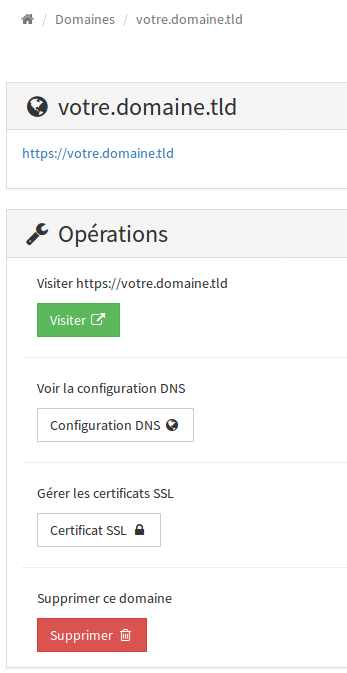 / Domaines / votre.domaine.tld
votre.domaine.tld
https://votre.domaine.tld
Opérations
Visiter https://votre.domaine.tld
Visiter
Voir la configuration DNS
Configuration DNS
Gérer les certificats SSL
Certificat SSL
Supprimer ce domaine
Supprimer